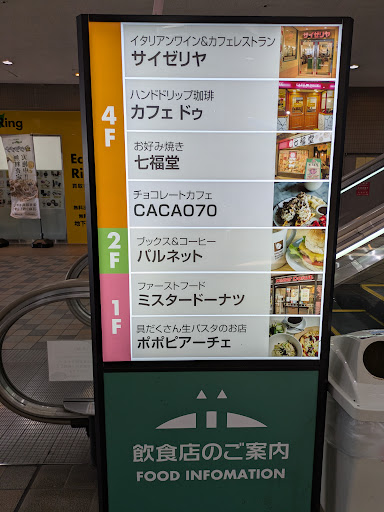 4F
イタリアンワイン&カフェレストラン
サイゼリヤ
ハンドドリップ珈琲
カフェ ドゥ
お好み焼き
七福堂
チョコレートカフェ
CACAO70
2F
ブックス&コーヒー
パルネット
1F
ファーストフード
ミスタードーナツ
具だくさん生パスタのお店
ポポピアーチェ
飲食店のご案内
FOOD INFOMATION
Ring